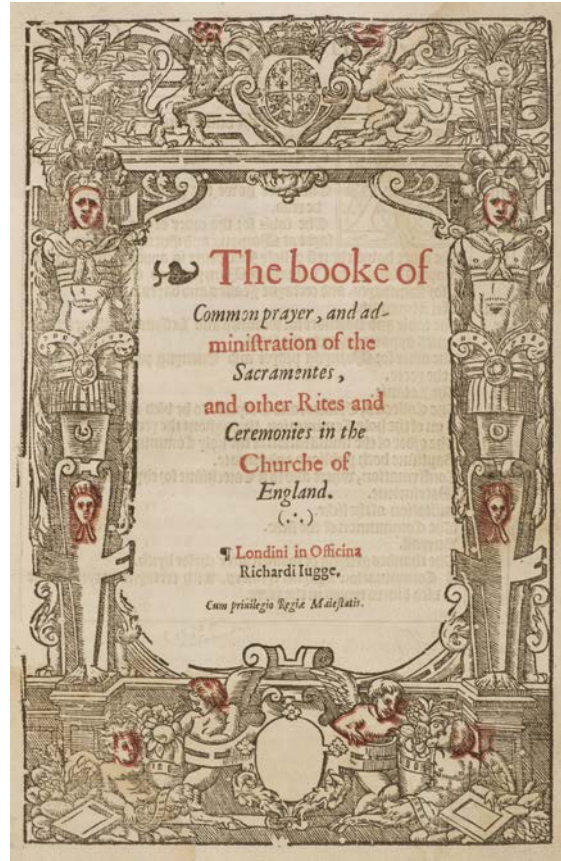 The booke of
Common prayer, and ad-
miniſtration of the
Sacramentes,
and other Rites and
Ceremonies in the
Churche of
England.
(.·.)
¶ Londini in Officina
Richardi Iugge.
Cum priuilegio Regiæ Maieſtatis.